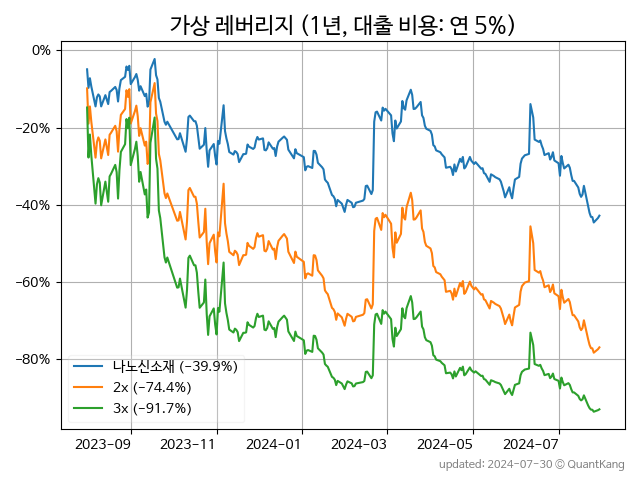 가상 레버리지 (1년, 대출 비용: 연 5%)
0%
−20%
−40%
−60%
−80%
나노신소재 (−39.9%)
2x (−74.4%)
3x (−91.7%)
2023-09 2023-11 2024-01 2024-03 2024-05 2024-07
updated: 2024-07-30 © QuantKang